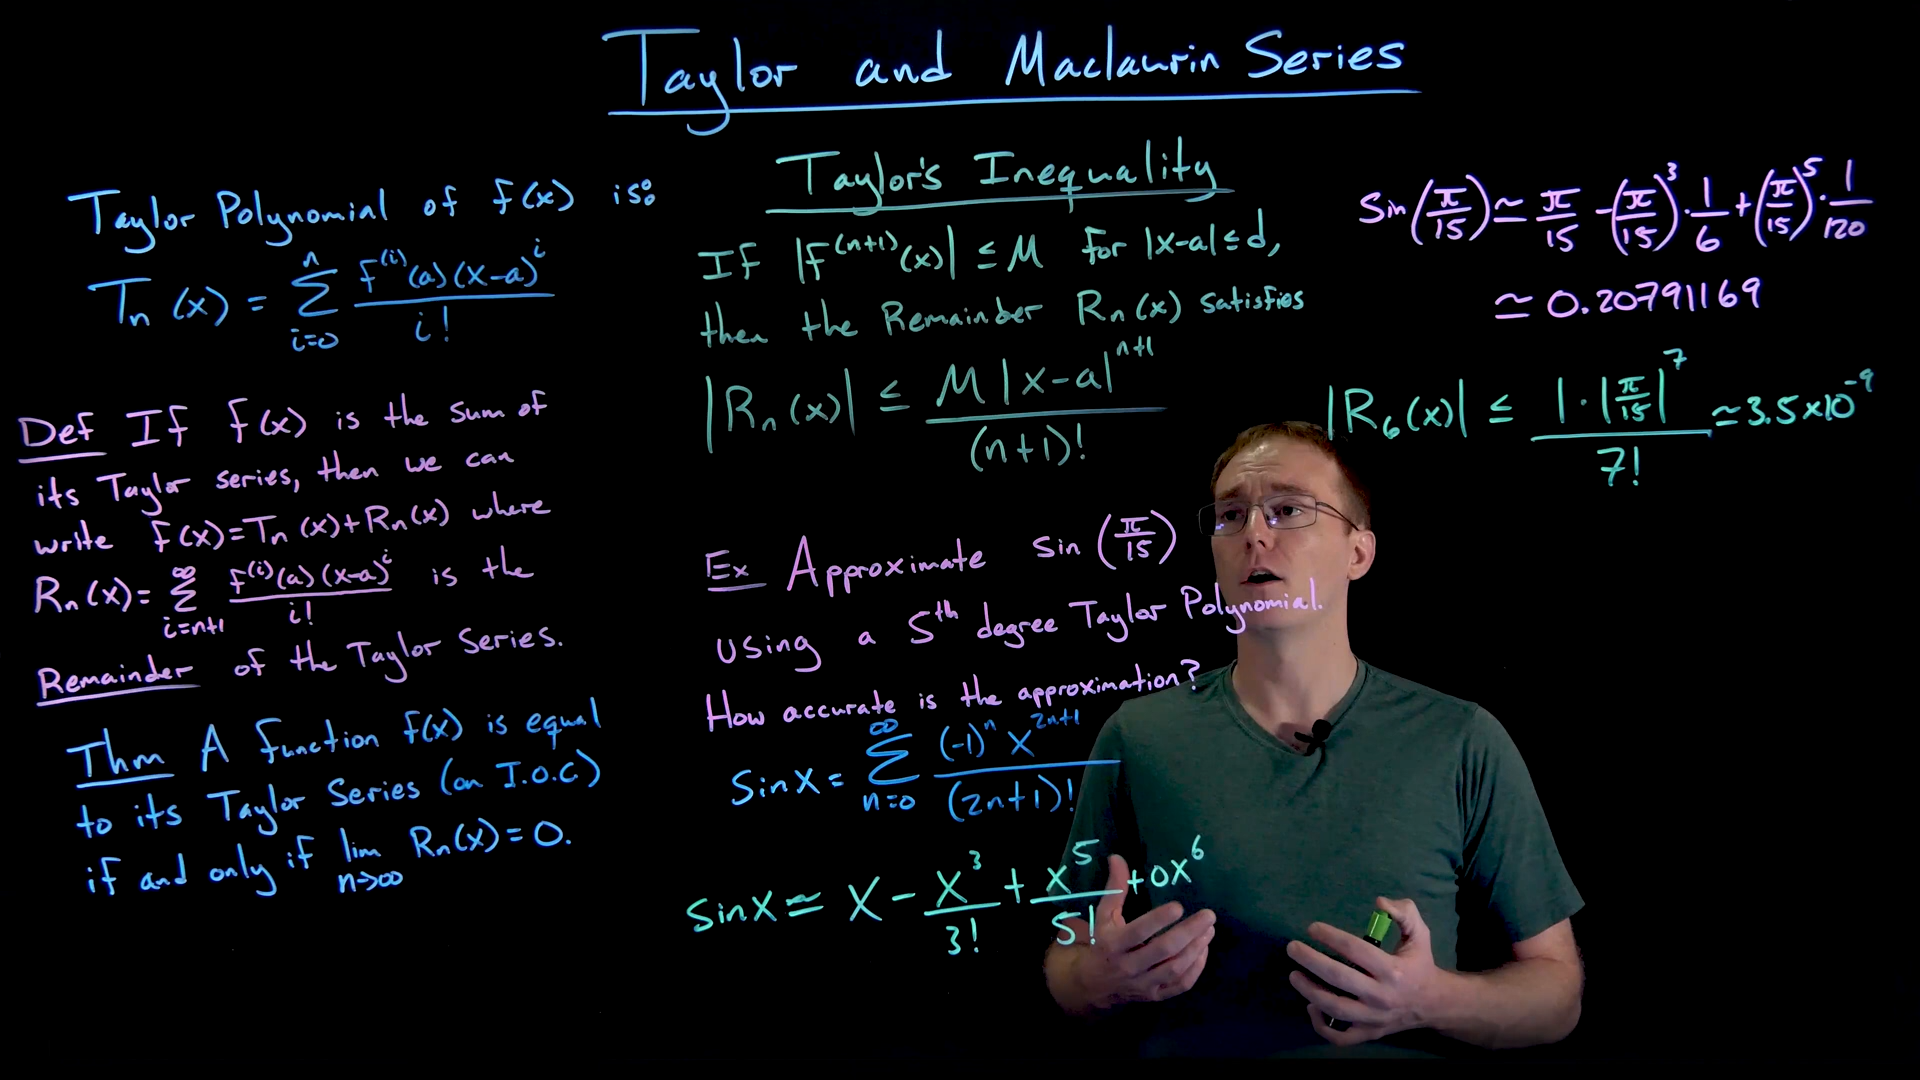 Taylor and Maclaurin Series
Taylor Polynomial of f(x) is:
Tn(x) = Σ_{i=0}^{n} f^(i)(a)(x-a)^i / i!
Def If f(x) is the sum of
its Taylor series, then we can
write f(x)=Tn(x)+Rn(x) where
Rn(x)= Σ_{i=n+1}^{∞} f^(i)(a)(x-a)^i / i! is the
Remainder of the Taylor Series.
Thm A function f(x) is equal
to its Taylor Series (on I.O.C)
if and only if lim_{n→∞} Rn(x)=0.
Taylor's Inequality
If |f^(n+1)(x)| ≤ M for |x-a| ≤ d,
then the Remainder Rn(x) satisfies
|Rn(x)| ≤ M|x-a|^{n+1} / (n+1)!
Ex Approximate sin(π/15)
using a 5th degree Taylor Polynomial.
How accurate is the approximation?
sinx = Σ_{n=0}^{∞} (-1)^n x^{2n+1} / (2n+1)!
sinx ≃ x - x^3/3! + x^5/5! + 0x^6
sin(π/15) ≃ π/15 - (π/15)^3 · 1/6 + (π/15)^5 · 1/120
≃ 0.20791169
|R6(x)| ≤ 1·|π/15|^7 / 7! ≃ 3.5x10^-9